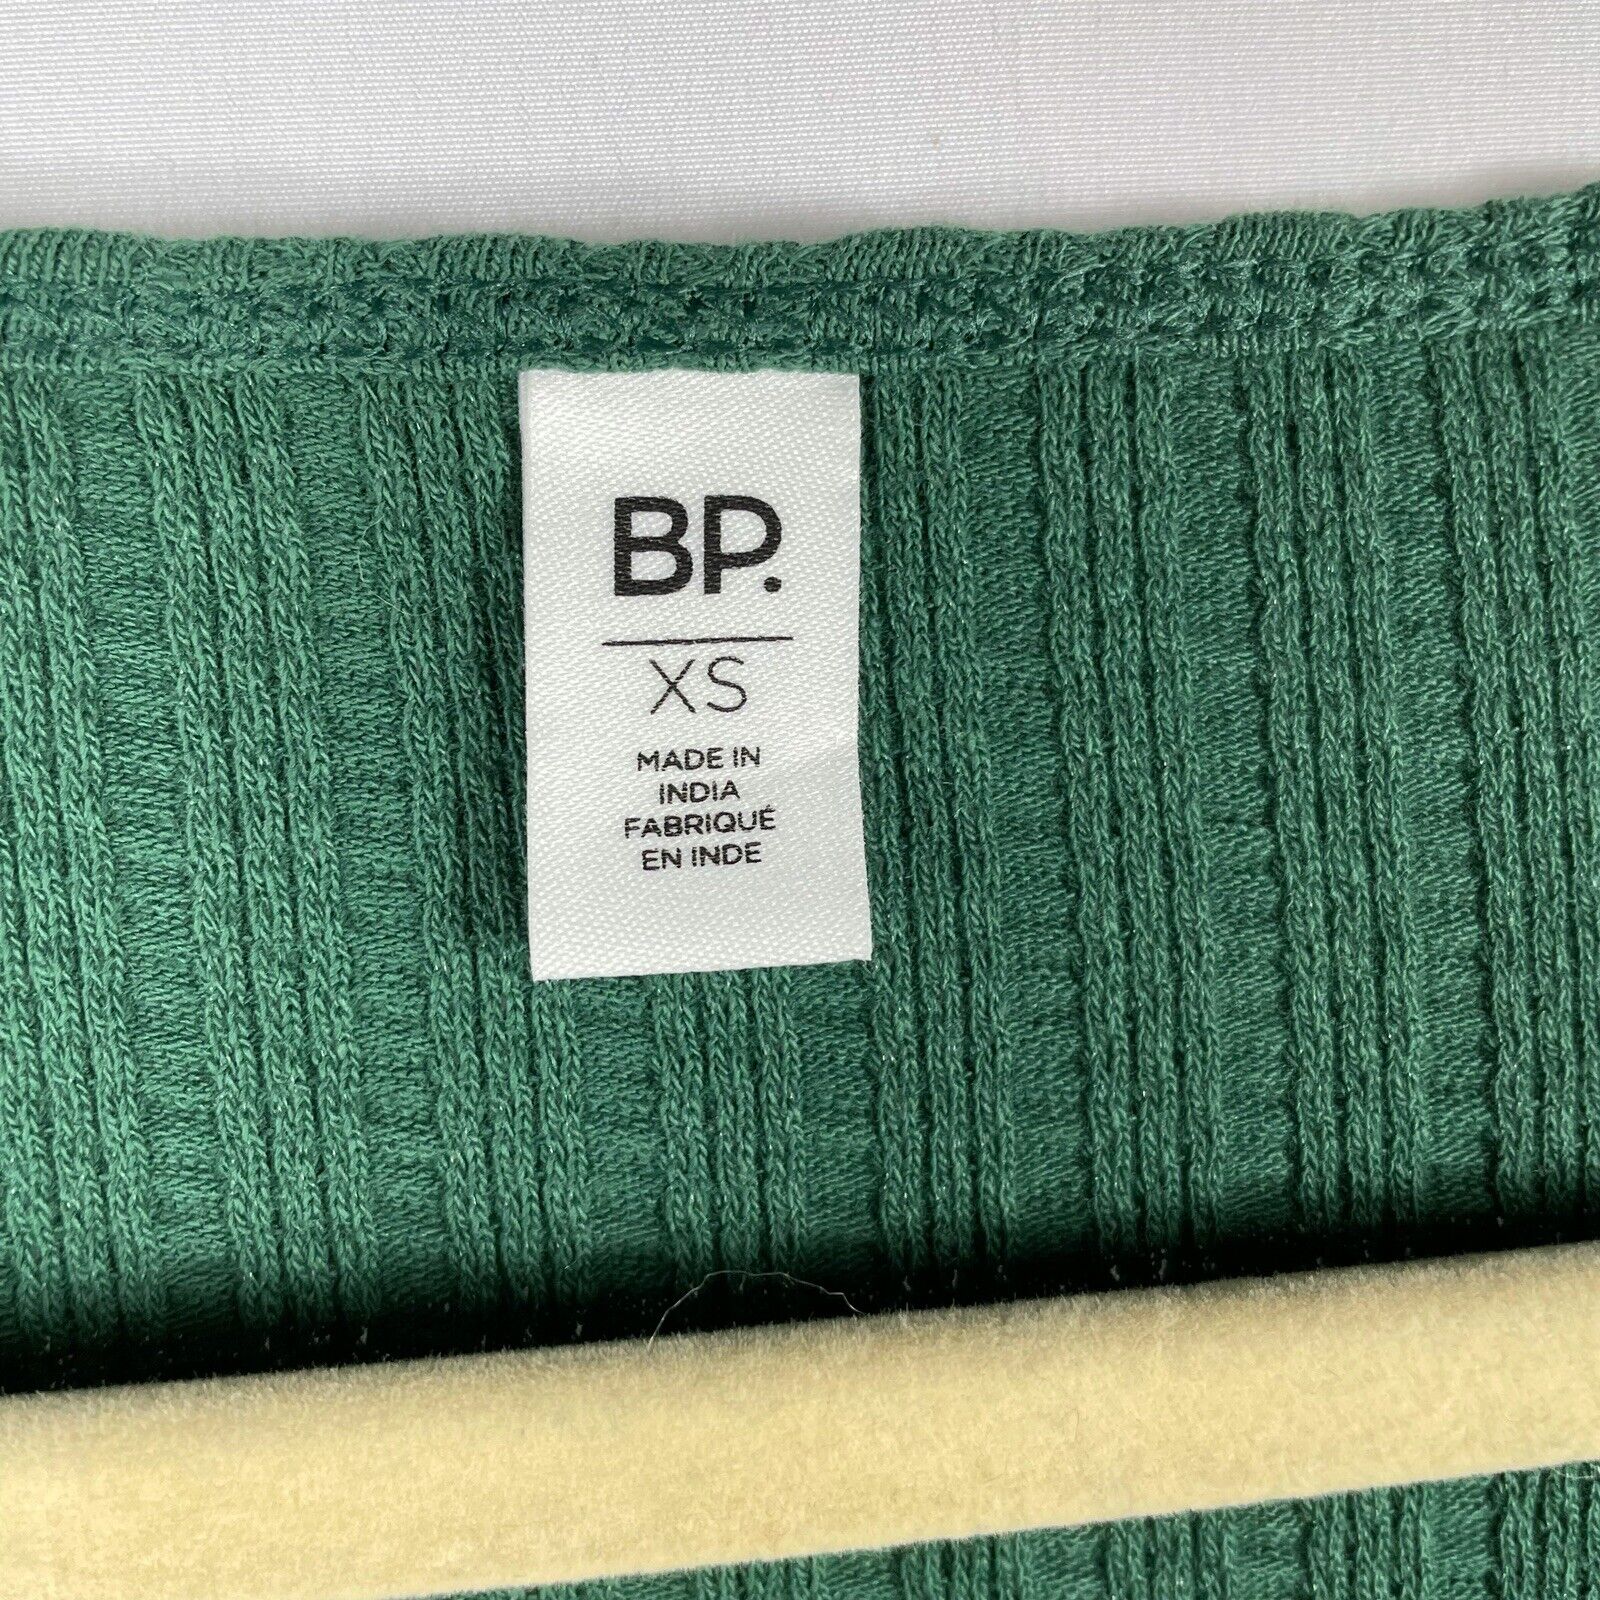 BP.
XS
MADE IN
INDIA
FABRIQUÉ
EN INDE